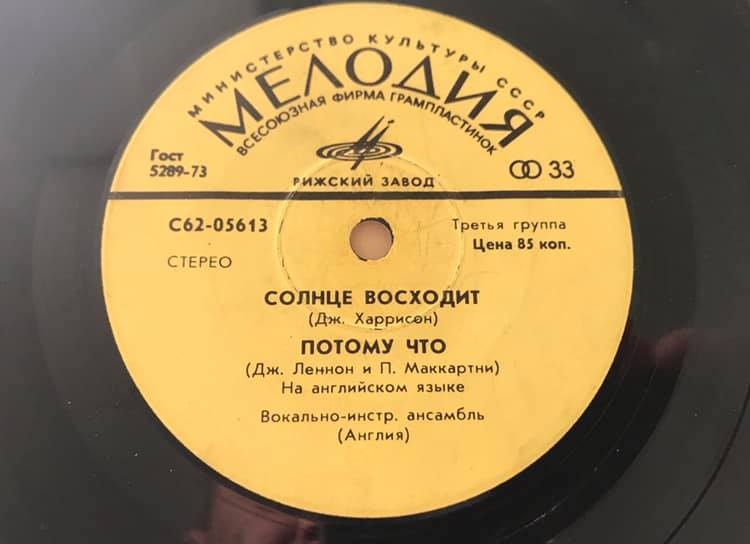 МИНИСТЕРСТВО КУЛЬТУРЫ СССР
МЕЛОДИЯ
ВСЕСОЮЗНАЯ ФИРМА ГРАМПЛАСТИНОК
Гост
5289-73
РИЖСКИЙ ЗАВОД
33
С62-05613
Третья группа
Цена 85 коп.
СТЕРЕО
СОЛНЦЕ ВОСХОДИТ
(Дж. Харрисон)
ПОТОМУ ЧТО
(Дж. Леннон и П. Маккартни)
На английском языке
Вокально-инстр. ансамбль
(Англия)